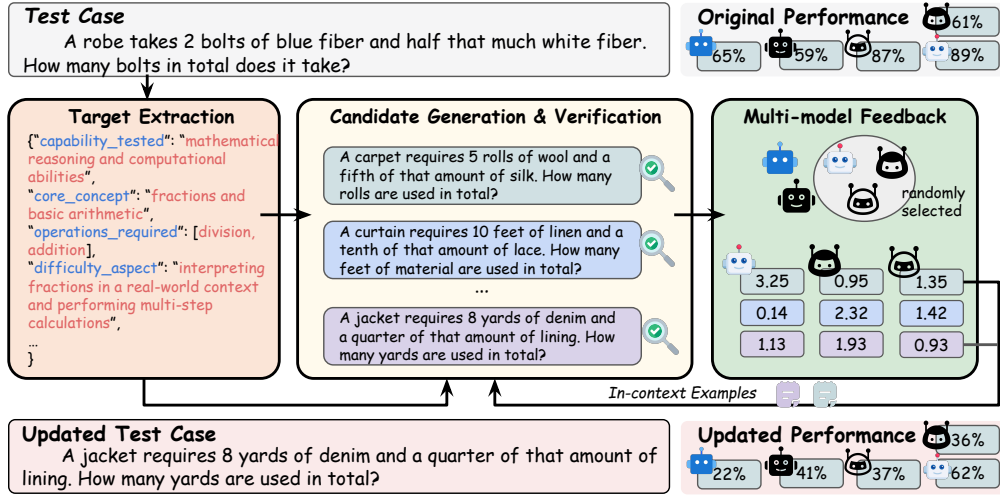 Test Case
A robe takes 2 bolts of blue fiber and half that much white fiber.
How many bolts in total does it take?
Original Performance
61%
65%
59%
87%
89%
Target Extraction
{“capability_tested”: “mathematical
reasoning and computational
abilities”,
“core_concept”: “fractions and
basic arithmetic”,
“operations_required”: [division,
addition],
“difficulty_aspect”: “interpreting
fractions in a real-world context
and performing multi-step
calculations”,
…
}
Candidate Generation & Verification
A carpet requires 5 rolls of wool and a
fifth of that amount of silk. How many
rolls are used in total?
A curtain requires 10 feet of linen and a
tenth of that amount of lace. How many
feet of material are used in total?
...
A jacket requires 8 yards of denim and
a quarter of that amount of lining. How
many yards are used in total?
Multi-model Feedback
randomly
selected
3.25 0.95 1.35
0.14 2.32 1.42
1.13 1.93 0.93
In-context Examples
Updated Test Case
A jacket requires 8 yards of denim and a quarter of that amount of
lining. How many yards are used in total?
Updated Performance
36%
22%
41%
37%
62%